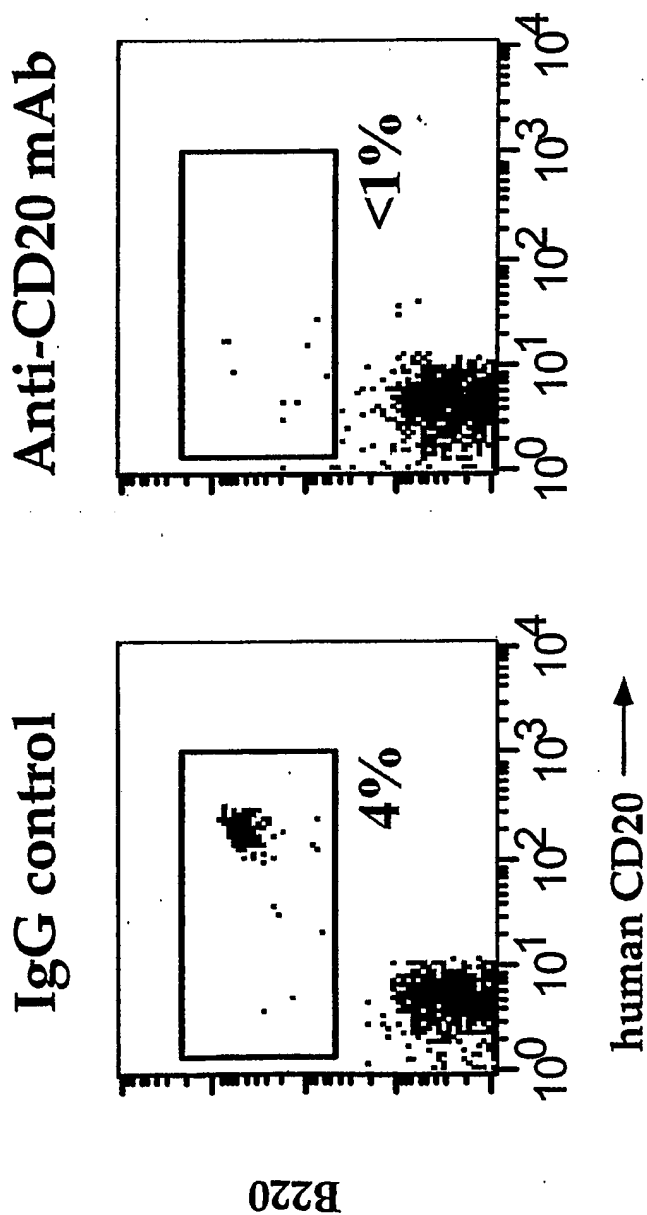 IgG control
Anti-CD20 mAb
B220
4%
<1%
10⁰ 10¹ 10² 10³ 10⁴
10⁰ 10¹ 10² 10³ 10⁴
human CD20